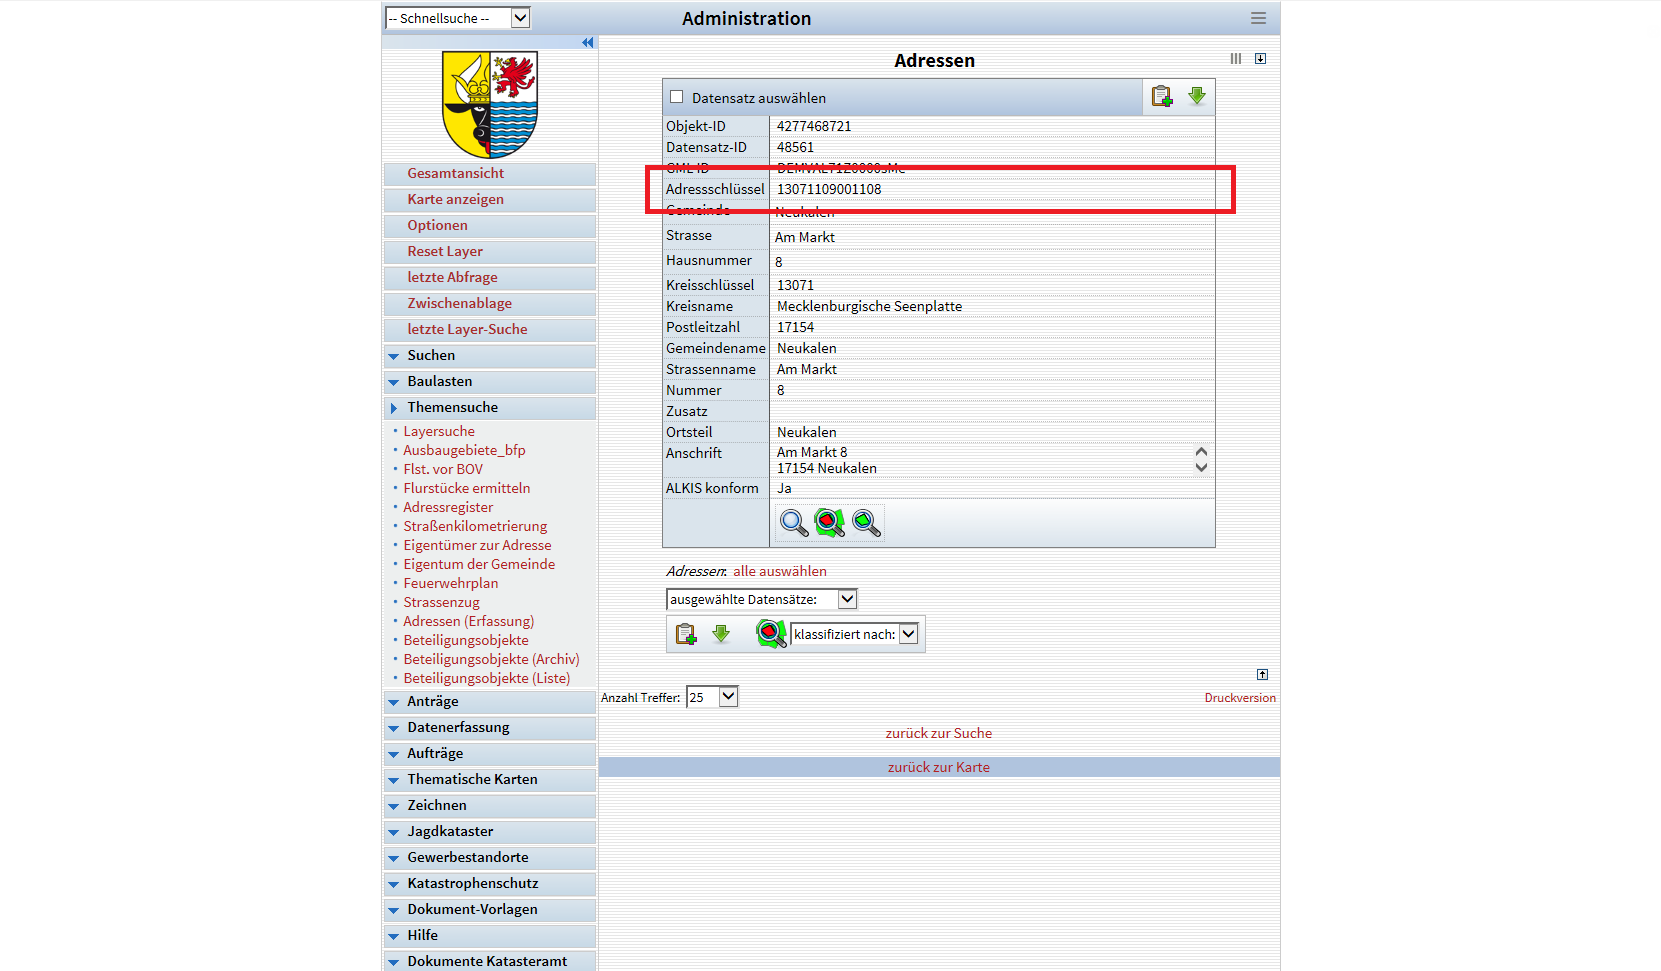 -- Schnellsuche --
Administration
Gesamtansicht
Karte anzeigen
Optionen
Reset Layer
letzte Abfrage
Zwischenablage
letzte Layer-Suche
Suchen
Baulasten
Themensuche
Layersuche
Ausbaugebiete_bfp
Flst. vor BOV
Flurstücke ermitteln
Adressregister
Straßenkilometrierung
Eigentümer zur Adresse
Eigentum der Gemeinde
Feuerwehrplan
Strassenzug
Adressen (Erfassung)
Beteiligungsobjekte
Beteiligungsobjekte (Archiv)
Beteiligungsobjekte (Liste)
Anträge
Datenerfassung
Aufträge
Thematische Karten
Zeichnen
Jagdkataster
Gewerbestandorte
Katastrophenschutz
Dokument-Vorlagen
Hilfe
Dokumente Katasteramt
Adressen
Datensatz auswählen
Objekt-ID 4277468721
Datensatz-ID 48561
GML-ID
Adressschlüssel 13071109001108
Gemeinde Neukalen
Strasse Am Markt
Hausnummer 8
Kreisschlüssel 13071
Kreisname Mecklenburgische Seenplatte
Postleitzahl 17154
Gemeindename Neukalen
Strassenname Am Markt
Nummer 8
Zusatz
Ortsteil Neukalen
Anschrift Am Markt 8
17154 Neukalen
ALKIS konform Ja
Adressen: alle auswählen
ausgewählte Datensätze:
klassifiziert nach:
Anzahl Treffer: 25
Druckversion
zurück zur Suche
zurück zur Karte